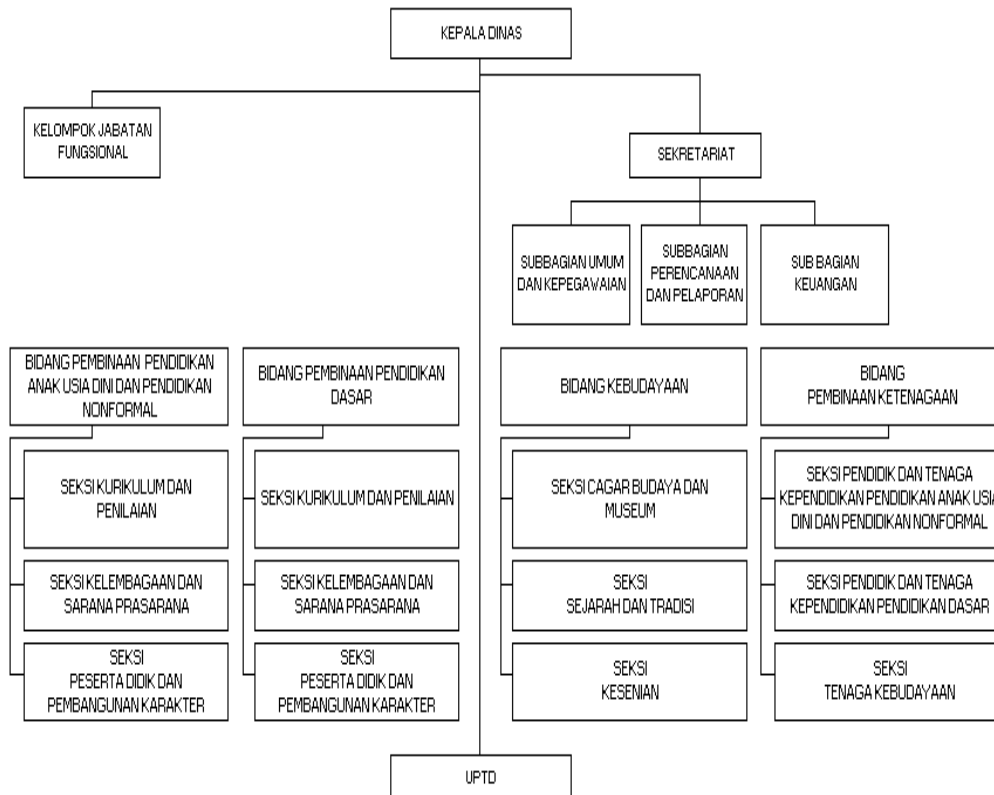 KEPALA DINAS
KELOMPOK JABATAN
FUNGSIONAL
SEKRETARIAT
SUBBAGIAN UMUM
DAN KEPEGAWAIAN
SUBBAGIAN
PERENCANAAN
DAN PELAPORAN
SUB BAGIAN
KEUANGAN
BIDANG PEMBINAAN PENDIDIKAN
ANAK USIA DINI DAN PENDIDIKAN
NONFORMAL
BIDANG PEMBINAAN PENDIDIKAN
DASAR
BIDANG KEBUDAYAAN
BIDANG
PEMBINAAN KETENAGAAN
SEKSI KURIKULUM DAN
PENILAIAN
SEKSI KURIKULUM DAN PENILAIAN
SEKSI CAGAR BUDAYA DAN
MUSEUM
SEKSI PENDIDIK DAN TENAGA
KEPENDIDIKAN PENDIDIKAN ANAK USIA
DINI DAN PENDIDIKAN NONFORMAL
SEKSI KELEMBAGAAN DAN
SARANA PRASARANA
SEKSI KELEMBAGAAN DAN
SARANA PRASARANA
SEKSI
SEJARAH DAN TRADISI
SEKSI PENDIDIK DAN TENAGA
KEPENDIDIKAN PENDIDIKAN DASAR
SEKSI
PESERTA DIDIK DAN
PEMBANGUNAN KARAKTER
SEKSI
PESERTA DIDIK DAN
PEMBANGUNAN KARAKTER
SEKSI
KESENIAN
SEKSI
TENAGA KEBUDAYAAN
UPTD